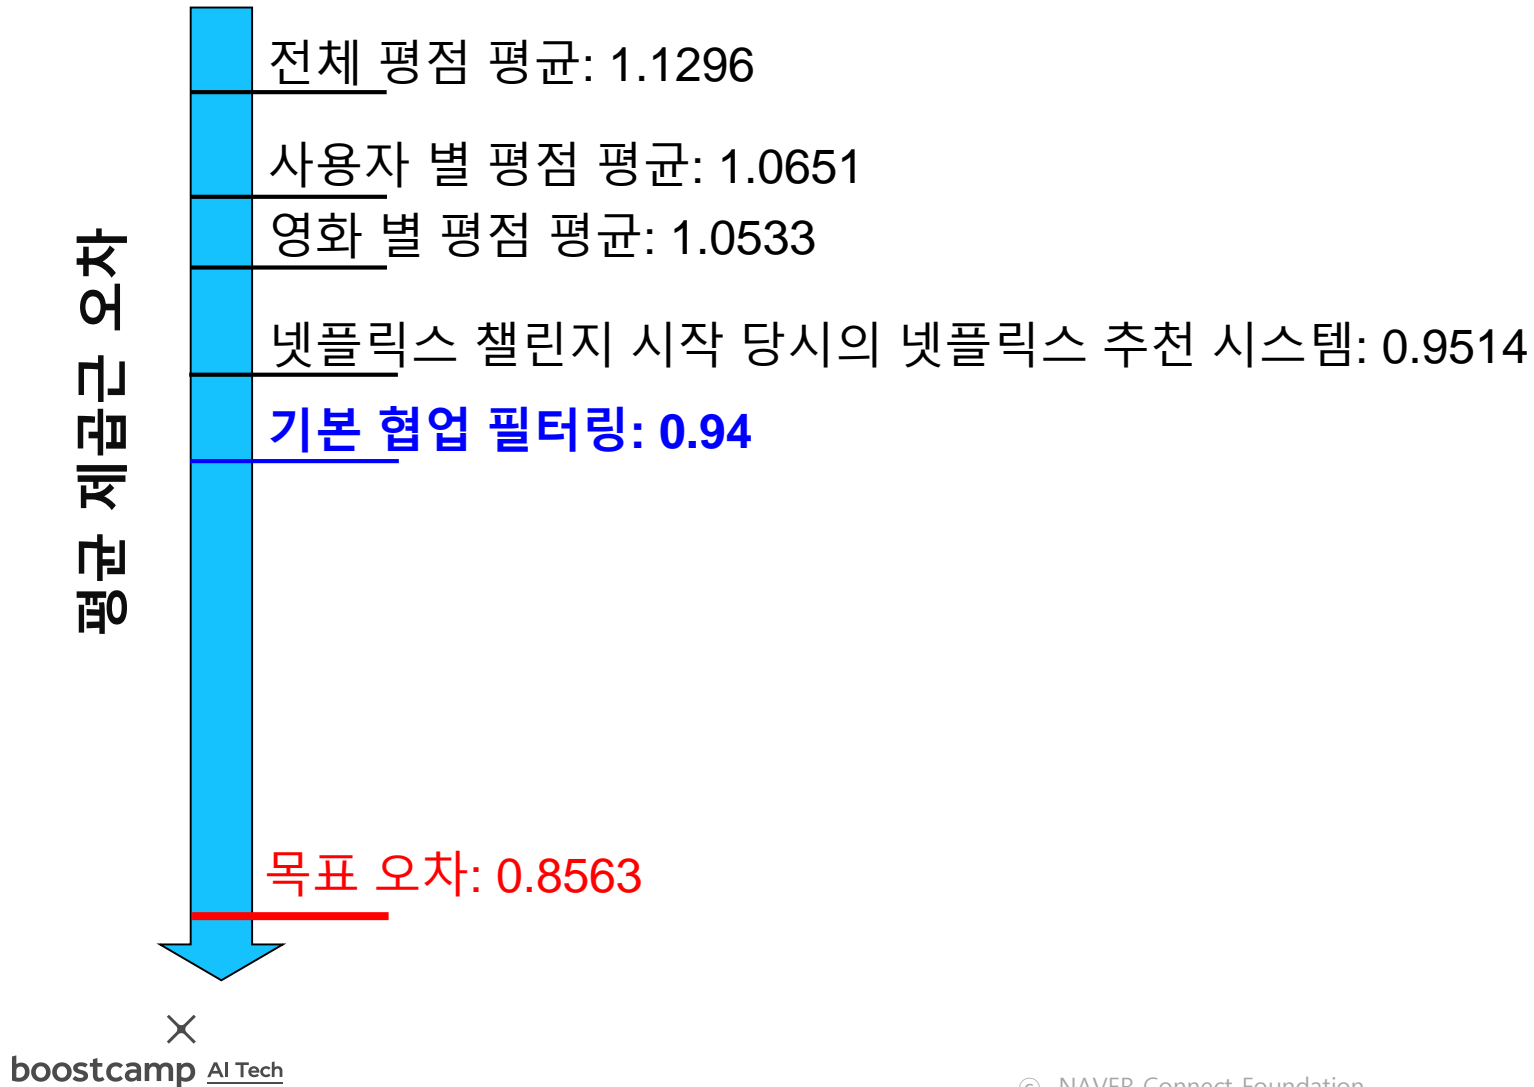 전체 평점 평균: 1.1296
사용자 별 평점 평균: 1.0651
영화 별 평점 평균: 1.0533
넷플릭스 챌린지 시작 당시의 넷플릭스 추천 시스템: 0.9514
기본 협업 필터링: 0.94
평균 제곱근 오차
목표 오차: 0.8563
boostcamp AI Tech
© NAVER Connect Foundation